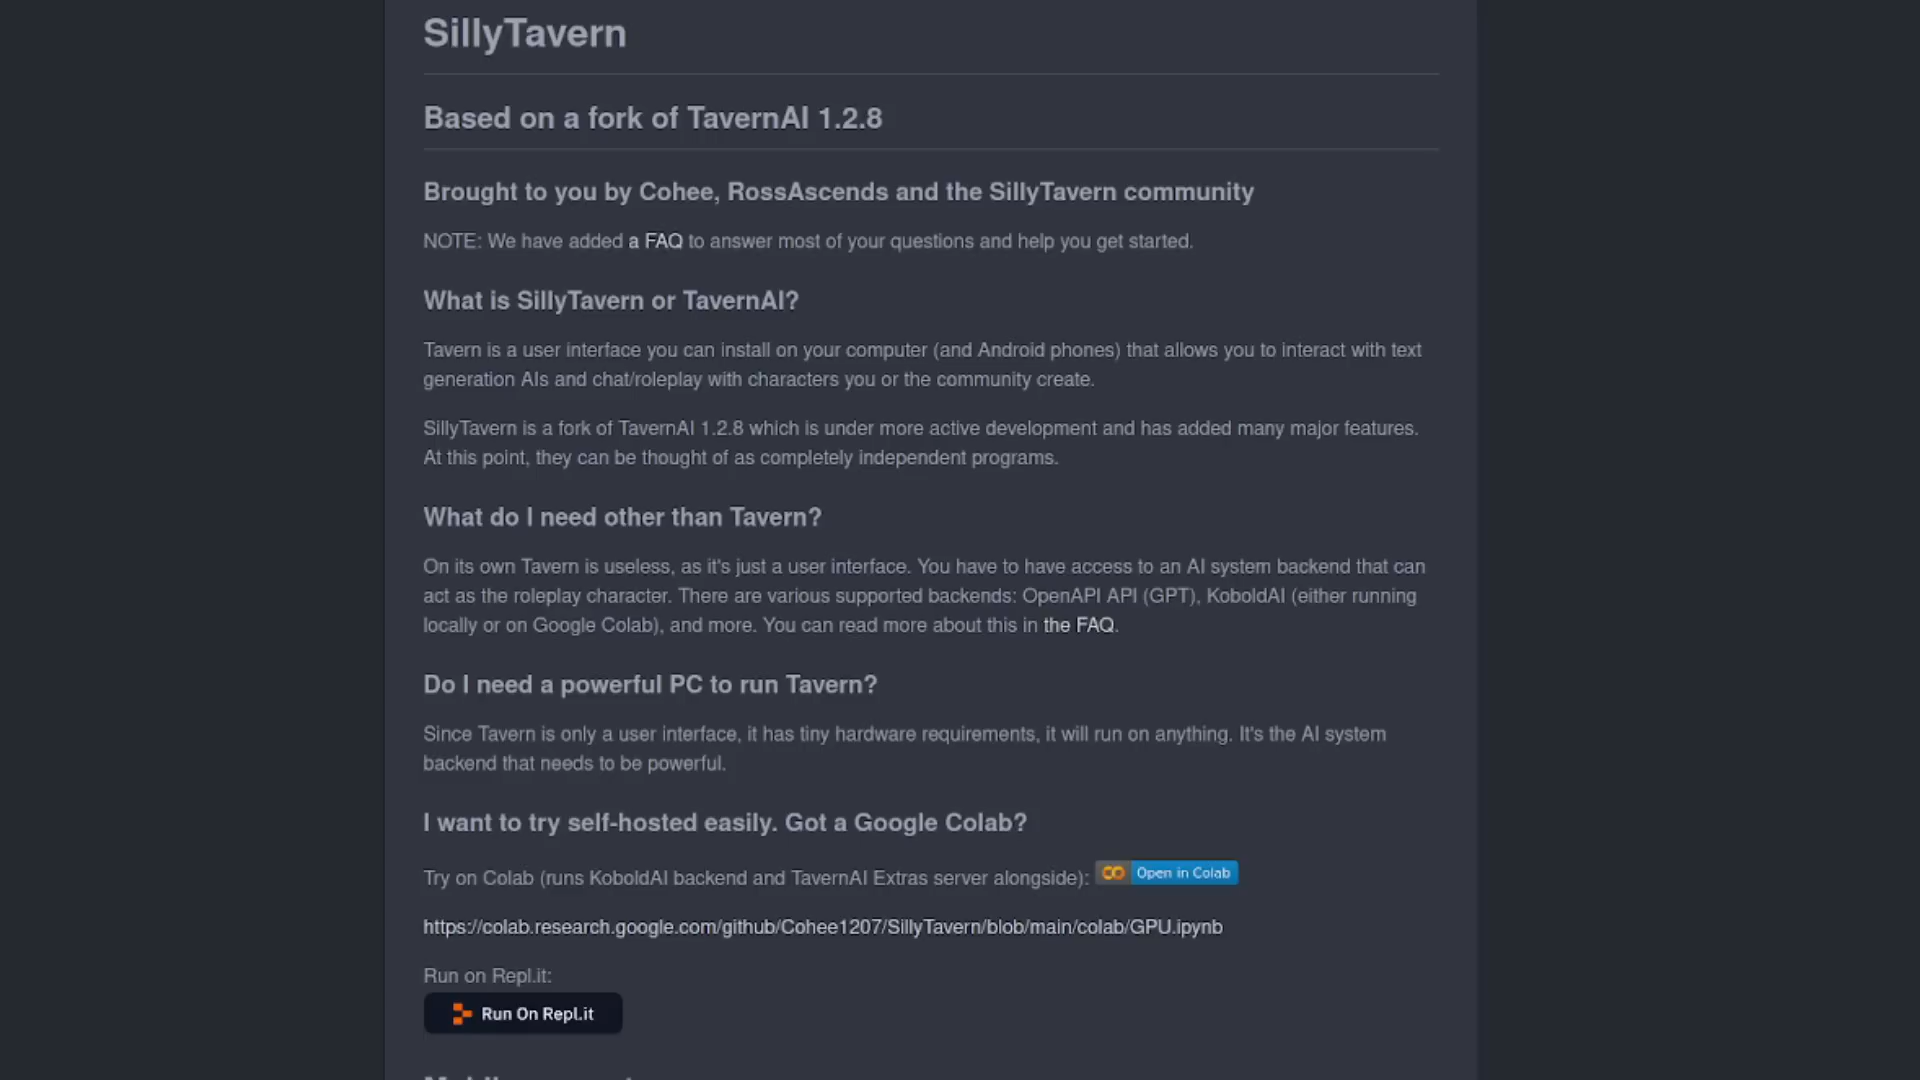 SillyTavern
Based on a fork of TavernAI 1.2.8
Brought to you by Cohee, RossAscends and the SillyTavern community
NOTE: We have added a FAQ to answer most of your questions and help you get started.
What is SillyTavern or TavernAI?
Tavern is a user interface you can install on your computer (and Android phones) that allows you to interact with text
generation AIs and chat/roleplay with characters you or the community create.
SillyTavern is a fork of TavernAI 1.2.8 which is under more active development and has added many major features.
At this point, they can be thought of as completely independent programs.
What do I need other than Tavern?
On its own Tavern is useless, as it's just a user interface. You have to have access to an AI system backend that can
act as the roleplay character. There are various supported backends: OpenAPI API (GPT), KoboldAI (either running
locally or on Google Colab), and more. You can read more about this in the FAQ.
Do I need a powerful PC to run Tavern?
Since Tavern is only a user interface, it has tiny hardware requirements, it will run on anything. It's the AI system
backend that needs to be powerful.
I want to try self-hosted easily. Got a Google Colab?
Try on Colab (runs KoboldAI backend and TavernAI Extras server alongside): Open in Colab
https://colab.research.google.com/github/Cohee1207/SillyTavern/blob/main/colab/GPU.ipynb
Run on Repl.it:
Run On Repl.it